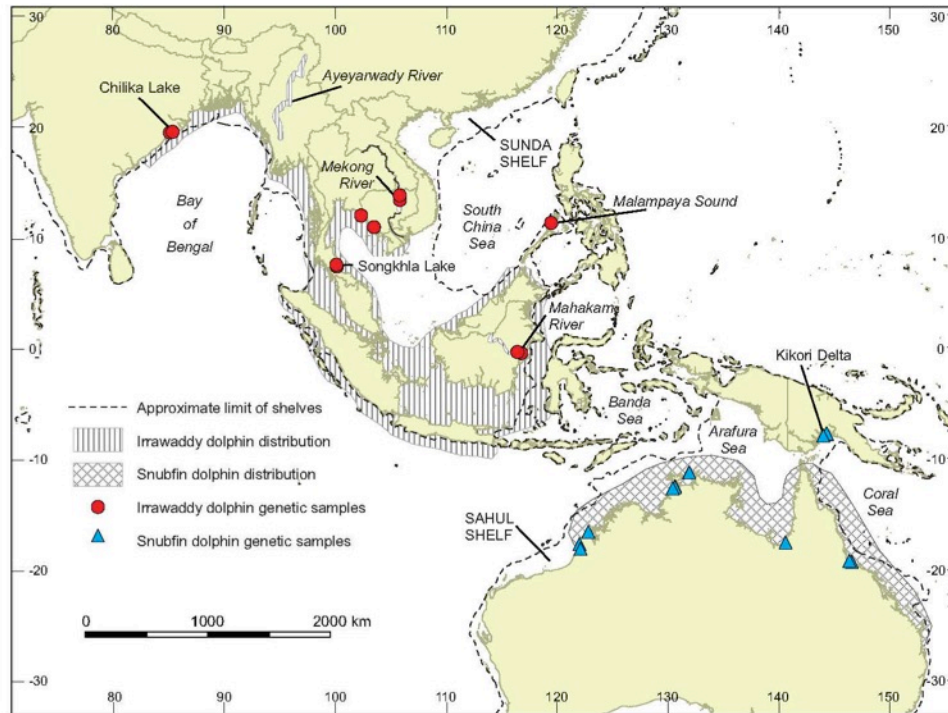 80
90
100
110
120
130
140
150
30
30
Ayeyarwady River
Chilika Lake
20
20
SUNDA
SHELF
Mekong
River
Malampaya Sound
Bay
of
Bengal
South
China
Sea
10
10
Songkhla Lake
Mahakam
River
0
0
Kikori Delta
Banda
Sea
Approximate limit of shelves
Arafura
Sea
Irrawaddy dolphin distribution
-10
-10
Snubfin dolphin distribution
Coral
Sea
Irrawaddy dolphin genetic samples
SAHUL
SHELF
Snubfin dolphin genetic samples
-20
-20
0 1000 2000 km
-30
-30
80
90
100
110
120
130
140
150